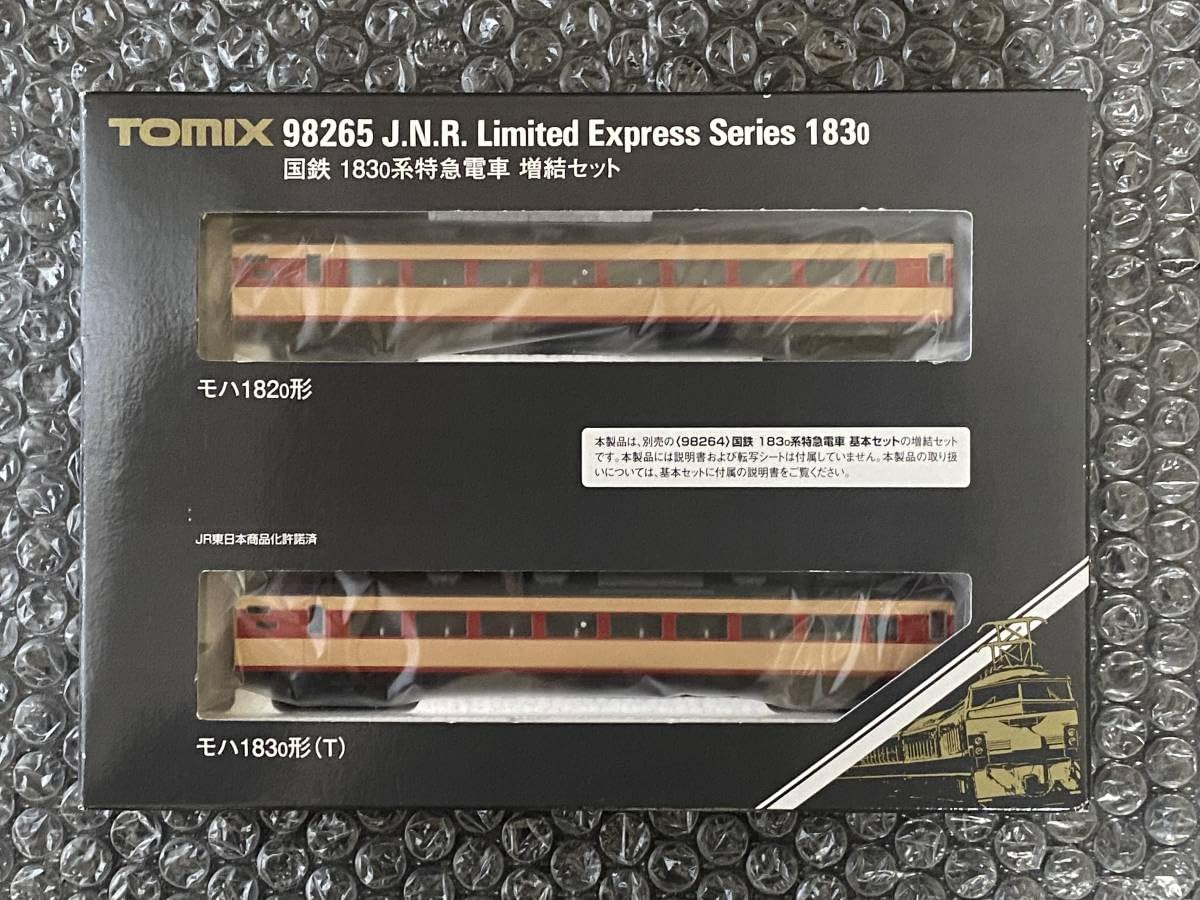 TOMIX 98265 J.N.R. Limited Express Series 1830
国鉄 1830系特急電車 増結セット
モハ1820形
本製品は、別売の〈98264〉国鉄 1830系特急電車 基本セットの増結セット
です。本製品には説明書および転写シートは付属していません。本製品の取り扱
いについては、基本セットに付属の説明書をご覧ください。
JR東日本商品化許諾済
モハ1830形(T)